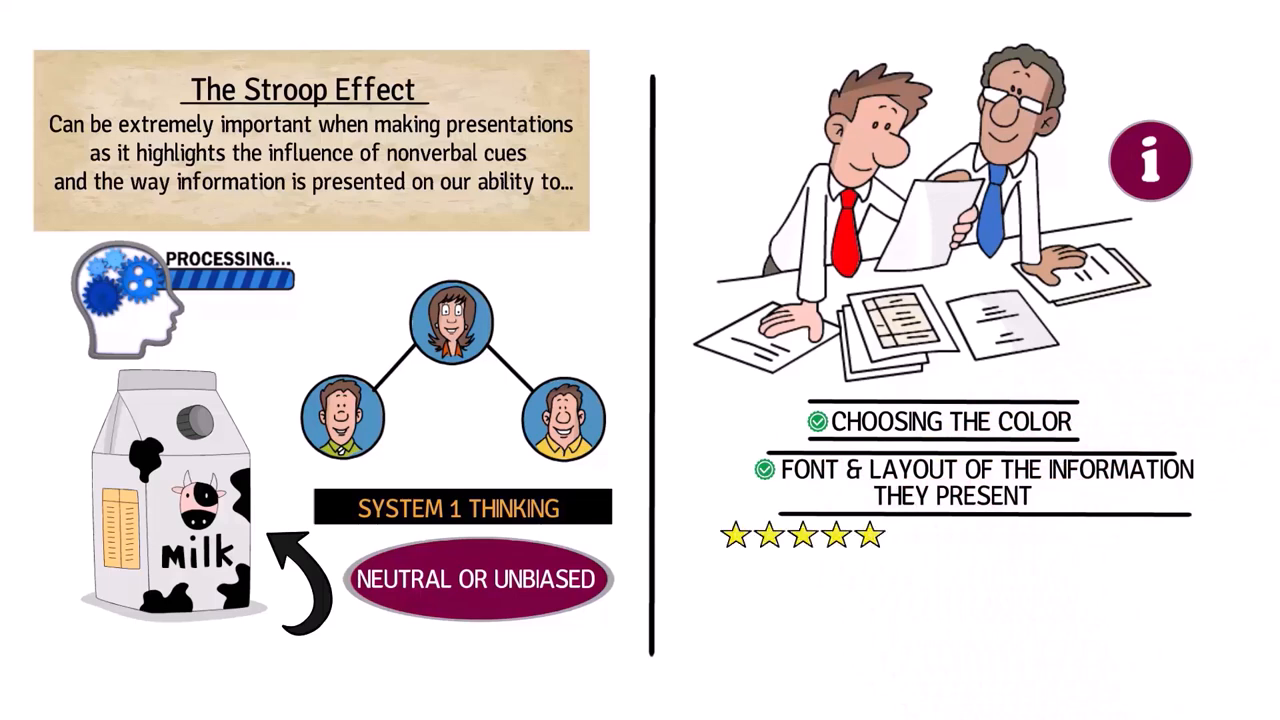 The Stroop Effect
Can be extremely important when making presentations
as it highlights the influence of nonverbal cues
and the way information is presented on our ability to...
PROCESSING...
milk
SYSTEM 1 THINKING
NEUTRAL OR UNBIASED
i
CHOOSING THE COLOR
FONT & LAYOUT OF THE INFORMATION
THEY PRESENT